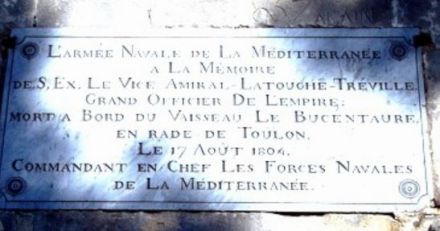 L'ARMÉE NAVALE DE LA MÉDITERRANÉE
A LA MÉMOIRE
DE S. EX. LE VICE AMIRAL-LATOUCHE-TRÉVILLE
GRAND OFFICIER DE L'EMPIRE:
MORT A BORD DU VAISSEAU LE BUCENTAURE
EN RADE DE TOULON.
LE 17 AOÛT 1804.
COMMANDANT EN CHEF LES FORCES NAVALES
DE LA MÉDITERRANÉE.